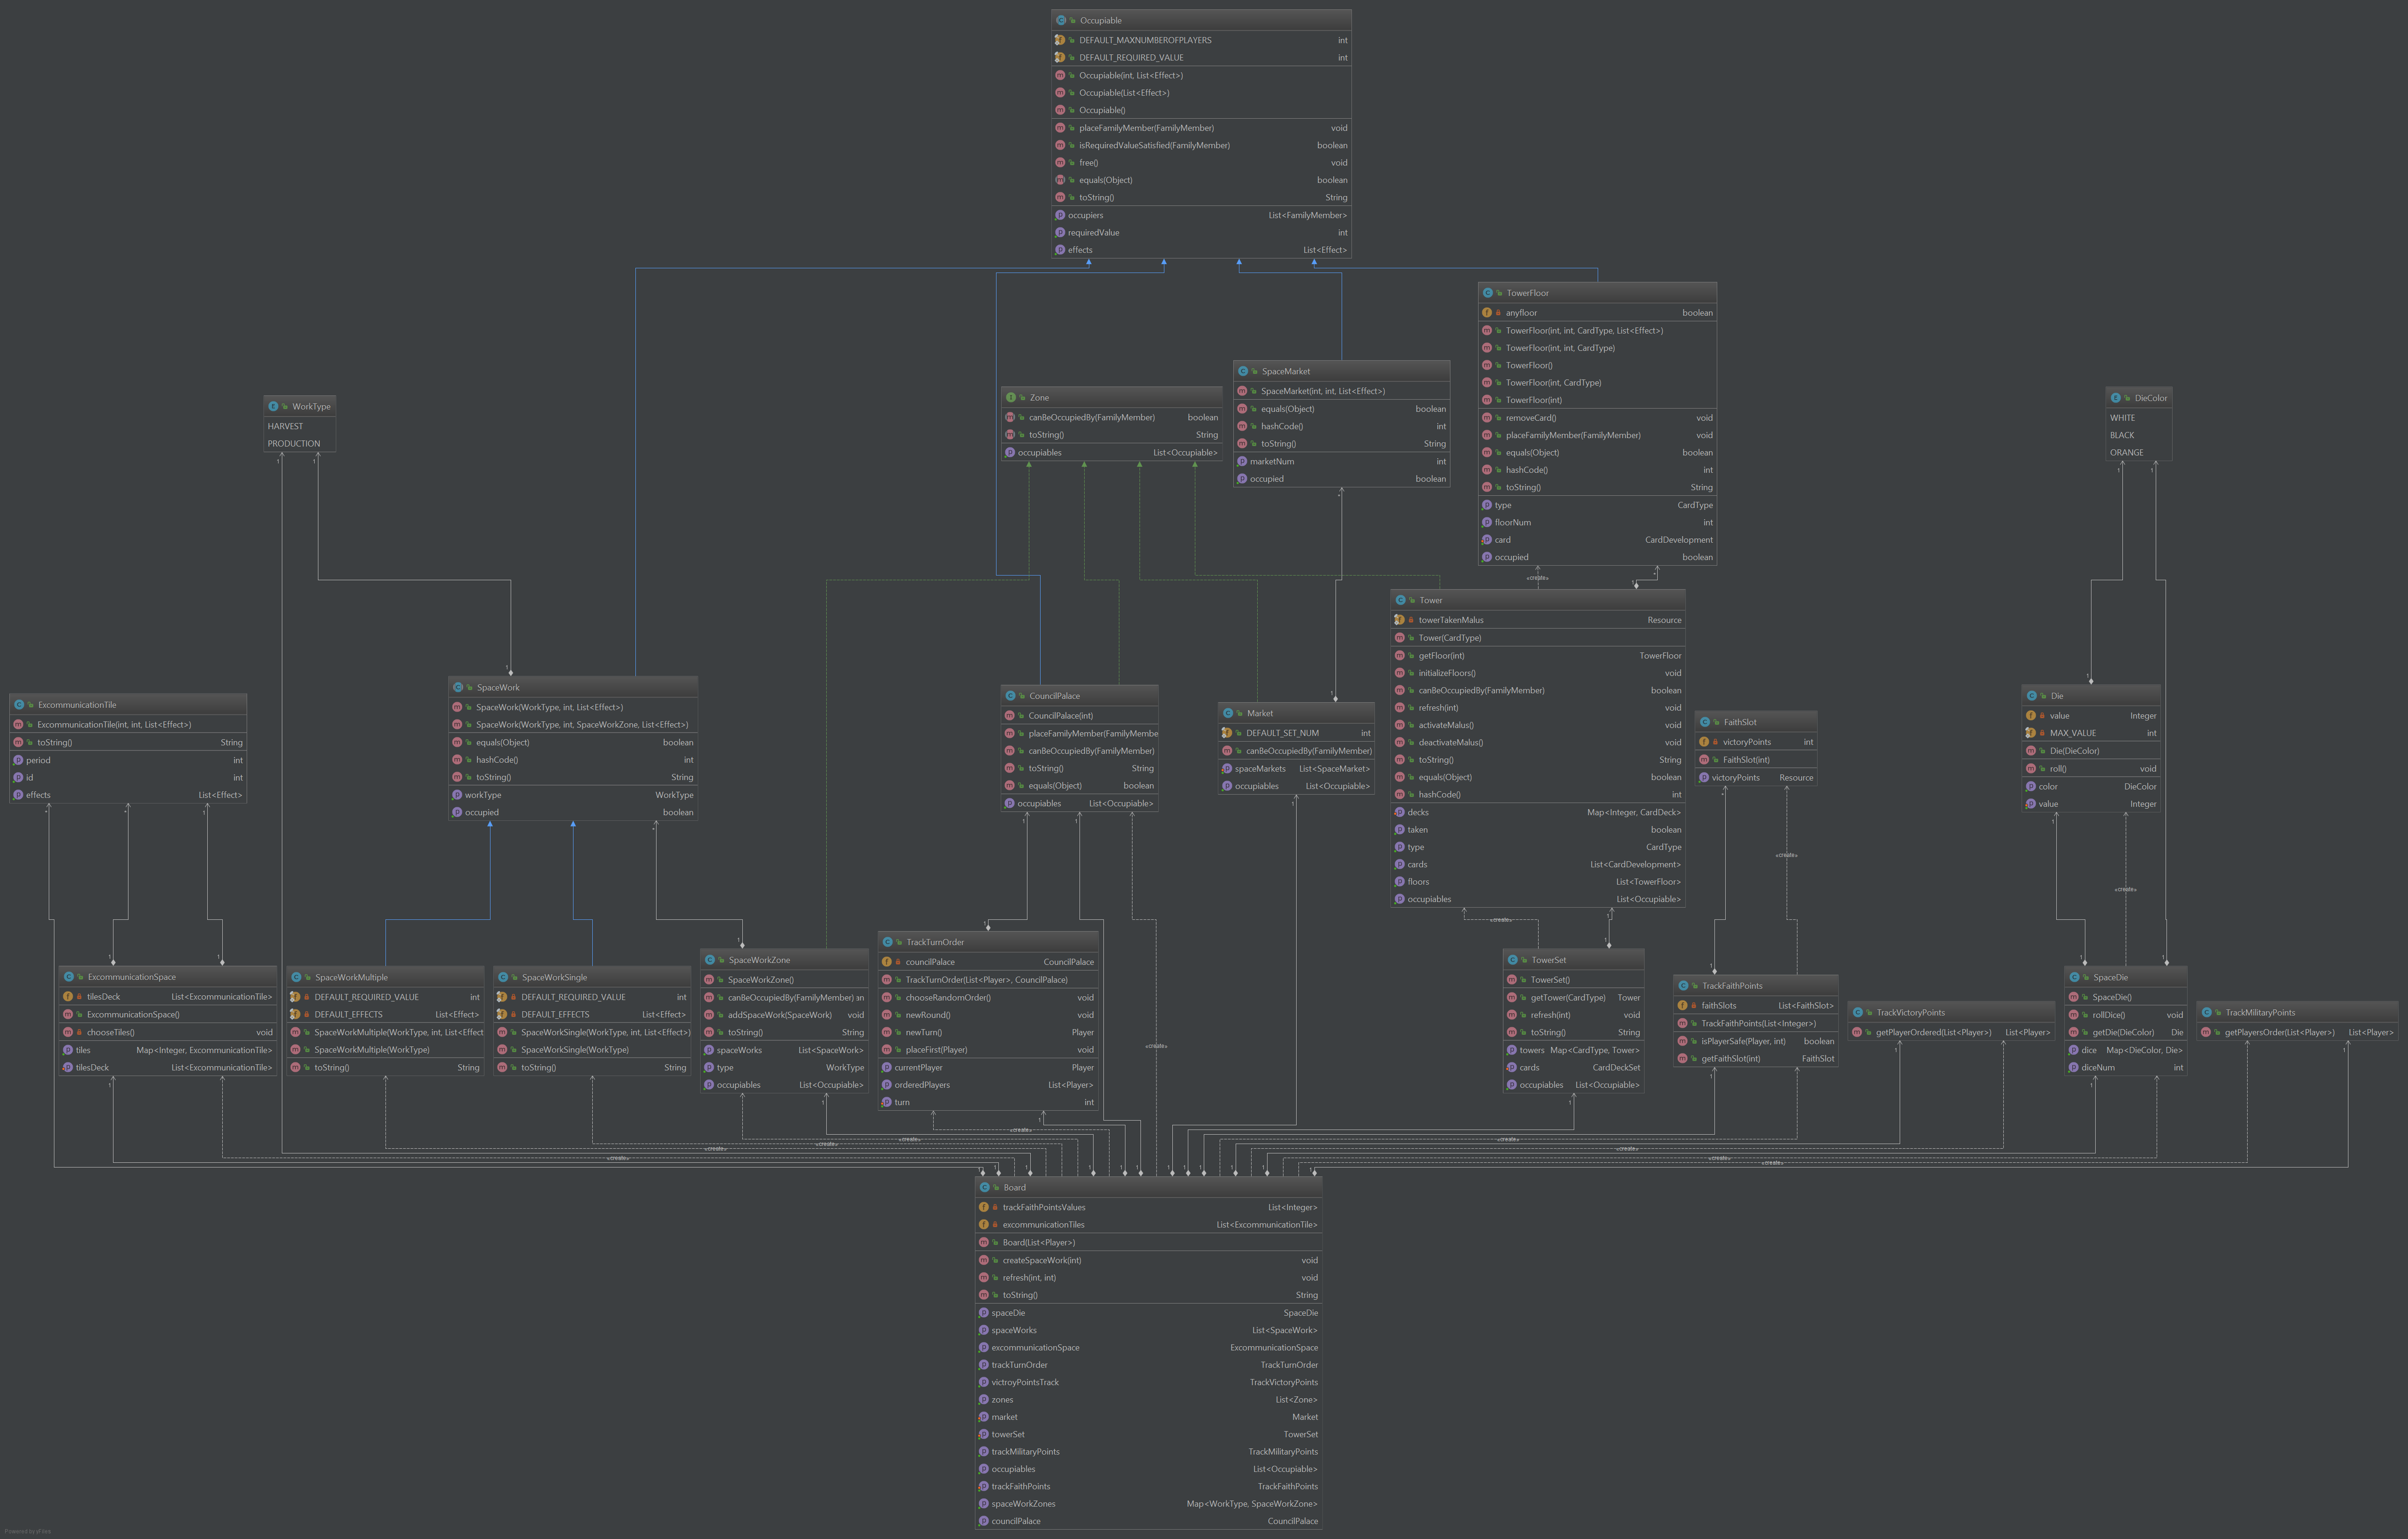 Occupiable
DEFAULT_MAXNUMBEROFPLAYERS int
DEFAULT_REQUIRED_VALUE int
Occupiable(int, List<Effect>)
Occupiable(List<Effect>)
Occupiable()
placeFamilyMember(FamilyMember) void
isRequiredValueSatisfied(FamilyMember) boolean
free() void
equals(Object) boolean
toString() String
occupiers List<FamilyMember>
requiredValue int
effects List<Effect>
TowerFloor
anyfloor boolean
TowerFloor(int, int, CardType, List<Effect>)
TowerFloor(int, int, CardType)
TowerFloor()
TowerFloor(int, CardType)
TowerFloor(int)
removeCard() void
placeFamilyMember(FamilyMember) void
equals(Object) boolean
hashCode() int
toString() String
type CardType
floorNum int
card CardDevelopment
occupied boolean
SpaceMarket
SpaceMarket(int, int, List<Effect>)
equals(Object) boolean
hashCode() int
toString() String
marketNum int
occupied boolean
Zone
canBeOccupiedBy(FamilyMember) boolean
toString() String
occupiables List<Occupiable>
WorkType
HARVEST
PRODUCTION
DieColor
WHITE
BLACK
ORANGE
Tower
towerTakenMalus Resource
Tower(CardType)
getFloor(int) TowerFloor
initializeFloors() void
canBeOccupiedBy(FamilyMember) boolean
refresh(int) void
activateMalus() void
deactivateMalus() void
toString() String
equals(Object) boolean
hashCode() int
decks Map<Integer, CardDeck>
taken boolean
type CardType
cards List<CardDevelopment>
floors List<TowerFloor>
occupiables List<Occupiable>
SpaceWork
SpaceWork(WorkType, int, List<Effect>)
SpaceWork(WorkType, int, SpaceWorkZone, List<Effect>)
equals(Object) boolean
hashCode() int
toString() String
workType WorkType
occupied boolean
ExcommunicationTile
ExcommunicationTile(int, int, List<Effect>)
toString() String
period int
id int
effects List<Effect>
CouncilPalace
CouncilPalace(int)
placeFamilyMember(FamilyMembe
canBeOccupiedBy(FamilyMember)
toString() String
equals(Object) boolean
occupiables List<Occupiable>
Market
DEFAULT_SET_NUM int
canBeOccupiedBy(FamilyMember)
spaceMarkets List<SpaceMarket>
occupiables List<Occupiable>
FaithSlot
victoryPoints int
FaithSlot(int)
victoryPoints Resource
Die
value Integer
MAX_VALUE int
Die(DieColor)
roll() void
color DieColor
value Integer
ExcommunicationSpace
tilesDeck List<ExcommunicationTile>
ExcommunicationSpace()
chooseTiles() void
tiles Map<Integer, ExcommunicationTile>
tilesDeck List<ExcommunicationTile>
SpaceWorkMultiple
DEFAULT_REQUIRED_VALUE int
DEFAULT_EFFECTS List<Effect>
SpaceWorkMultiple(WorkType, int, List<Effect
SpaceWorkMultiple(WorkType)
toString() String
SpaceWorkSingle
DEFAULT_REQUIRED_VALUE int
DEFAULT_EFFECTS List<Effect>
SpaceWorkSingle(WorkType, int, List<Effect>)
SpaceWorkSingle(WorkType)
toString() String
SpaceWorkZone
SpaceWorkZone()
canBeOccupiedBy(FamilyMember) an
addSpaceWork(SpaceWork) void
toString() String
spaceWorks List<SpaceWork>
type WorkType
occupiables List<Occupiable>
TrackTurnOrder
councilPalace CouncilPalace
TrackTurnOrder(List<Player>, CouncilPalace)
chooseRandomOrder() void
newRound() void
newTurn() Player
placeFirst(Player) void
currentPlayer Player
orderedPlayers List<Player>
turn int
TowerSet
TowerSet()
getTower(CardType) Tower
refresh(int) void
toString() String
towers Map<CardType, Tower>
cards CardDeckSet
occupiables List<Occupiable>
TrackFaithPoints
faithSlots List<FaithSlot>
TrackFaithPoints(List<Integer>)
isPlayerSafe(Player, int) boolean
getFaithSlot(int) FaithSlot
TrackVictoryPoints
getPlayerOrdered(List<Player>) List<Player>
SpaceDie
SpaceDie()
rollDice() void
getDie(DieColor) Die
dice Map<DieColor, Die>
diceNum int
TrackMilitaryPoints
getPlayersOrder(List<Player>) List<Player>
«create»
«create»
«create»
«create»
«create»
«create»
«create»
«create»
«create»
«create»
«create»
«create»
«create»
«create»
Board
trackFaithPointsValues List<Integer>
excommunicationTiles List<ExcommunicationTile>
Board(List<Player>)
createSpaceWork(int) void
refresh(int, int) void
toString() String
spaceDie SpaceDie
spaceWorks List<SpaceWork>
excommunicationSpace ExcommunicationSpace
trackTurnOrder TrackTurnOrder
victroyPointsTrack TrackVictoryPoints
zones List<Zone>
market Market
towerSet TowerSet
trackMilitaryPoints TrackMilitaryPoints
occupiables List<Occupiable>
trackFaithPoints TrackFaithPoints
spaceWorkZones Map<WorkType, SpaceWorkZone>
councilPalace CouncilPalace
Powered by yFiles